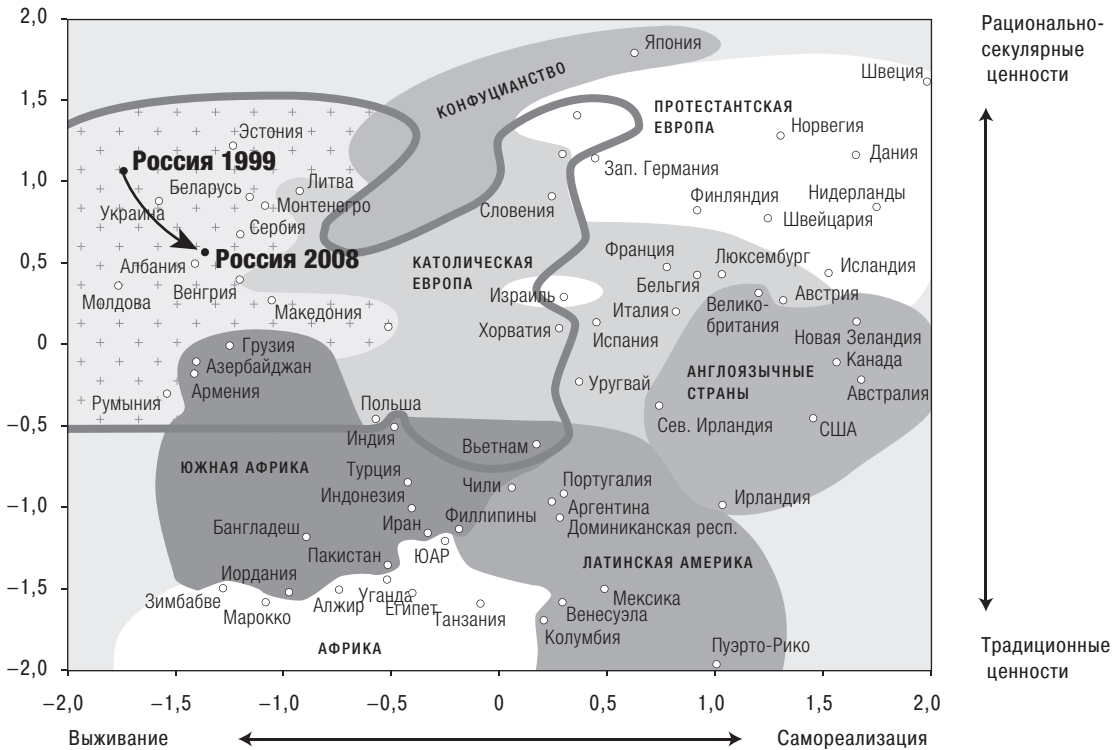 2,0
1,5
1,0
0,5
0
–0,5
–1,0
–1,5
–2,0
Рационально-
секулярные
ценности
Япония
Швеция
КОНФУЦИАНСТВО
ПРОТЕСТАНТСКАЯ
ЕВРОПА
Эстония
Норвегия
Россия 1999
Дания
Зап. Германия
Беларусь
Литва
Монтенегро
Украина
Словения
Финляндия
Нидерланды
Швейцария
Сербия
Россия 2008
Албания
КАТОЛИЧЕСКАЯ
ЕВРОПА
Франция
Люксембург
Исландия
Бельгия
Молдова
Венгрия
Израиль
Македония
Италия
Велико-
британия
Австрия
Хорватия
Испания
Новая Зеландия
Грузия
Азербайджан
Армения
Канада
АНГЛОЯЗЫЧНЫЕ
СТРАНЫ
Уругвай
Австралия
Румыния
Польша
Индия
Сев. Ирландия
США
Вьетнам
ЮЖНАЯ АФРИКА
Турция
Чили
Португалия
Индонезия
Аргентина
Ирландия
Бангладеш
Иран
Филлипины
Доминиканская респ.
Пакистан
ЮАР
ЛАТИНСКАЯ АМЕРИКА
Иордания
Зимбабве
Марокко
Алжир
Уганда
Египет
Танзания
Мексика
Венесуэла
Колумбия
АФРИКА
Пуэрто-Рико
Традиционные
ценности
–2,0 –1,5 –1,0 –0,5 0 0,5 1,0 1,5 2,0
Выживание Самореализация